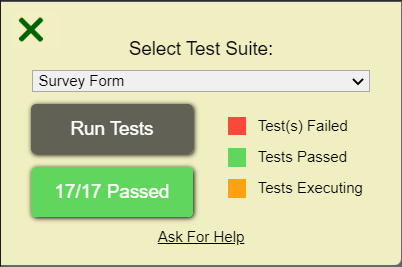 Select Test Suite:
Survey Form
Run Tests
Test(s) Failed
Tests Passed
17/17 Passed
Tests Executing
Ask For Help